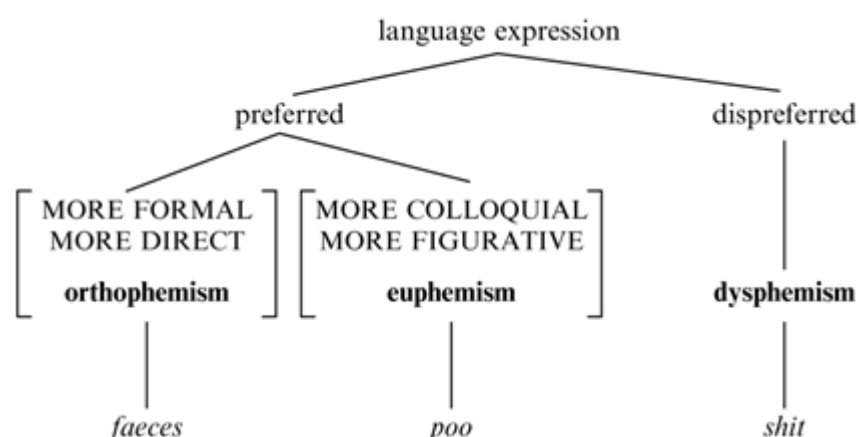 language expression
preferred
dispreferred
MORE FORMAL
MORE DIRECT
orthophemism
MORE COLLOQUIAL
MORE FIGURATIVE
euphemism
dysphemism
faeces
poo
shit